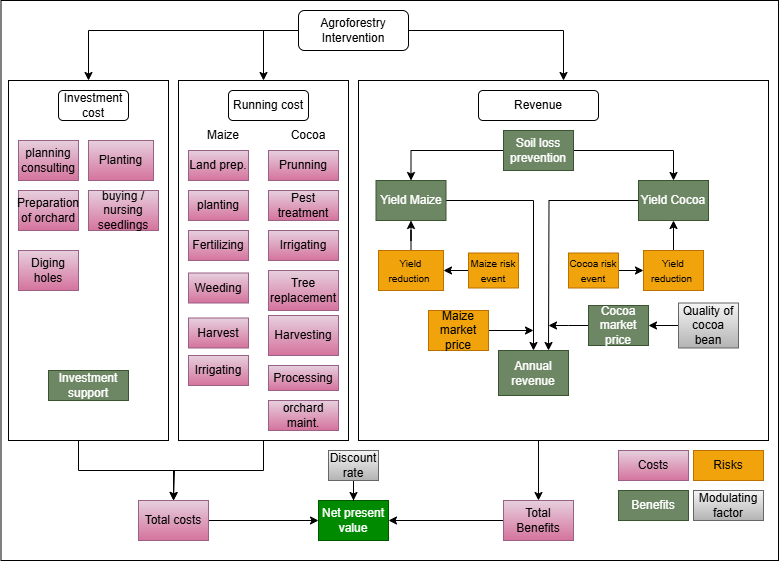 Agroforestry
Intervention
Investment
cost
planning
consulting
Planting
Preparation
of orchard
buying /
nursing
seedlings
Diging
holes
Investment
support
Running cost
Maize
Cocoa
Land prep.
Prunning
planting
Pest
treatment
Fertilizing
Irrigating
Weeding
Tree
replacement
Harvest
Harvesting
Irrigating
Processing
orchard
maint.
Revenue
Soil loss
prevention
Yield Maize
Yield Cocoa
Yield
reduction
Maize risk
event
Cocoa risk
event
Yield
reduction
Maize
market
price
Cocoa
market
price
Quality of
cocoa
bean
Annual
revenue
Discount
rate
Total costs
Net present
value
Total
Benefits
Costs
Risks
Benefits
Modulating
factor